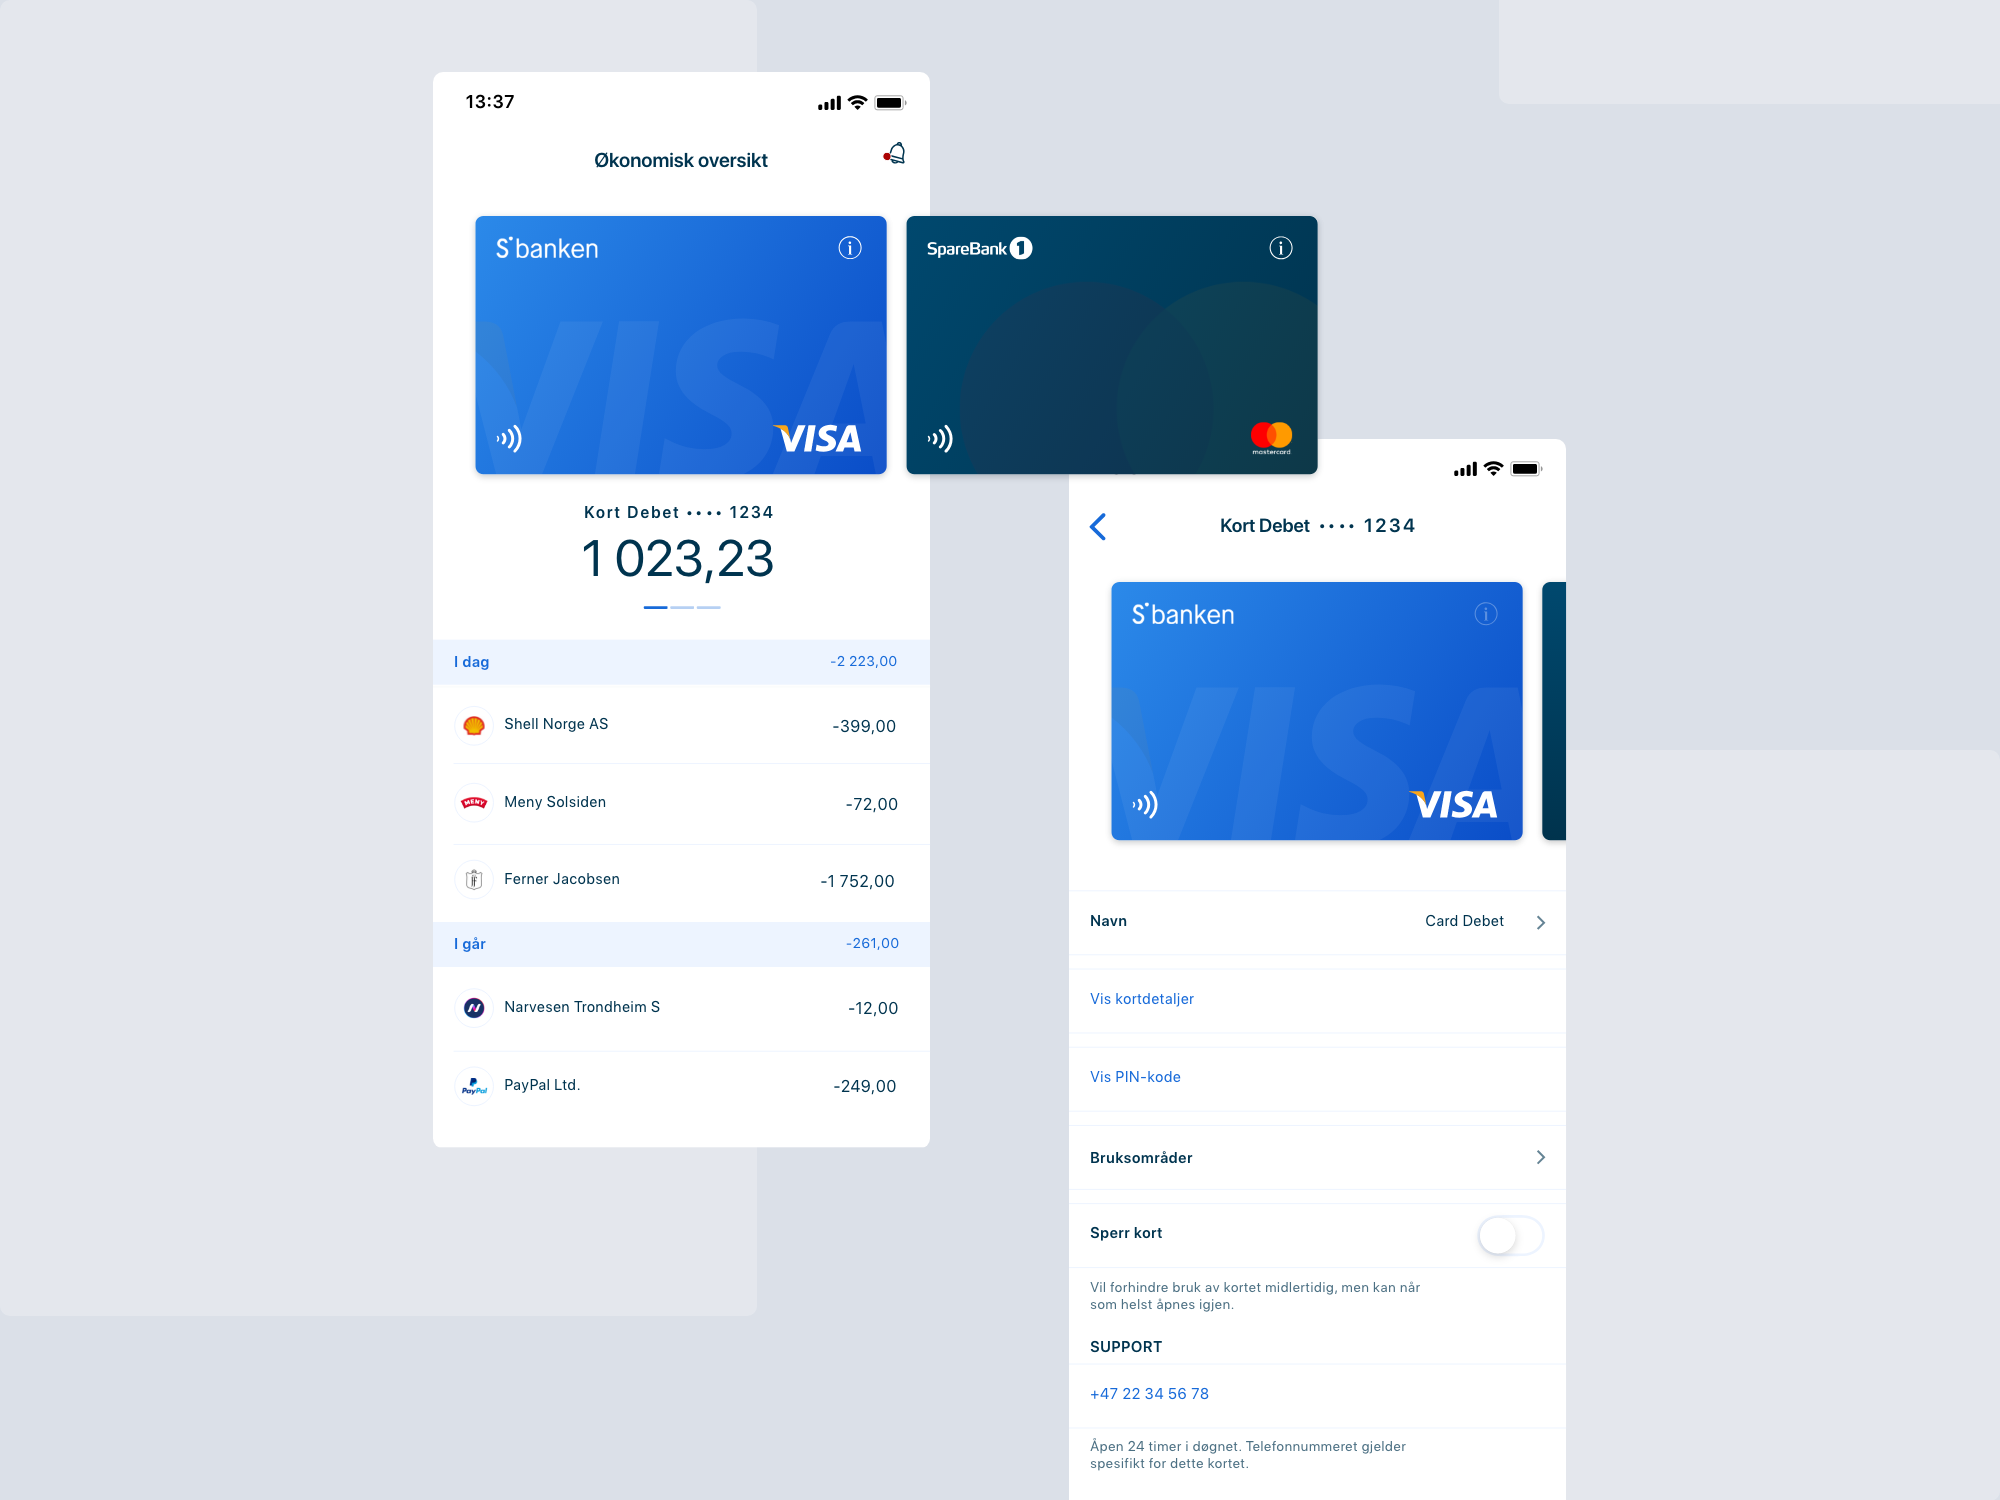 13:37
Økonomisk oversikt
S'banken
VISA
VISA
SpareBank 1
mastercard
Kort Debet •••• 1234
1 023,23
I dag -2 223,00
Shell Norge AS -399,00
MENY
Meny Solsiden -72,00
Ferner Jacobsen -1 752,00
I går -261,00
Narvesen Trondheim S -12,00
PayPal
PayPal Ltd. -249,00
Kort Debet •••• 1234
S'banken
VISA
VISA
Navn Card Debet
Vis kortdetaljer
Vis PIN-kode
Bruksområder
Sperr kort
Vil forhindre bruk av kortet midlertidig, men kan når
som helst åpnes igjen.
SUPPORT
+47 22 34 56 78
Åpen 24 timer i døgnet. Telefonnummeret gjelder
spesifikt for dette kortet.